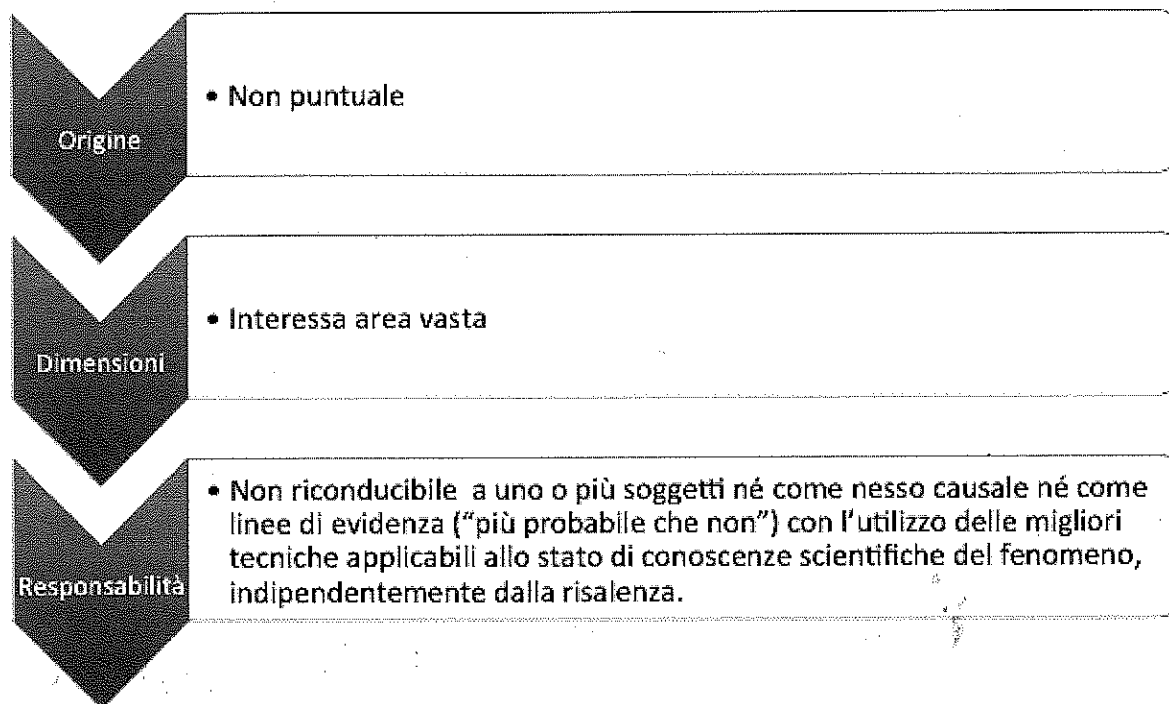 Origine
• Non puntuale
Dimensioni
• Interessa area vasta
Responsabilità
• Non riconducibile a uno o più soggetti né come nesso causale né come
linee di evidenza (“più probabile che non”) con l’utilizzo delle migliori
tecniche applicabili allo stato di conoscenze scientifiche del fenomeno,
indipendentemente dalla risalenza.